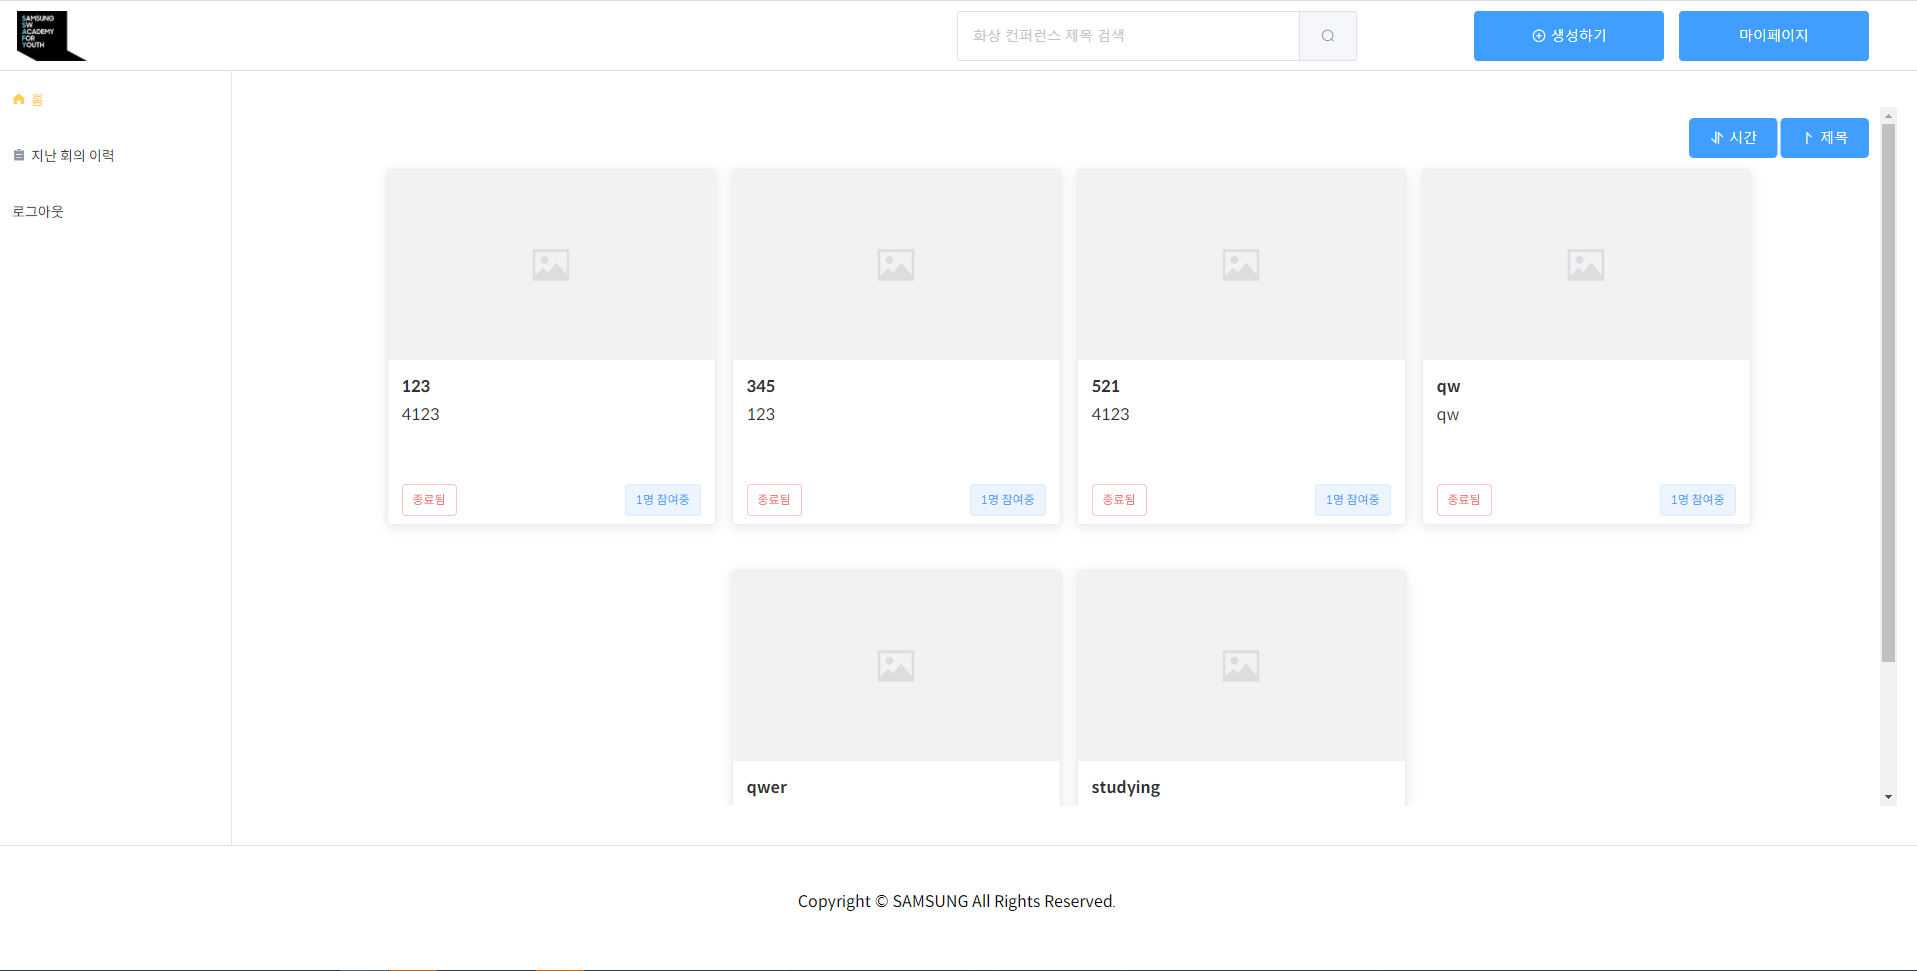 SAMSUNG
SW
ACADEMY
FOR
YOUTH
화상 컨퍼런스 제목 검색
생성하기
마이페이지
홈
지난 회의 이력
로그아웃
시간
제목
123
4123
종료됨
1명 참여중
345
123
종료됨
1명 참여중
521
4123
종료됨
1명 참여중
qw
qw
종료됨
1명 참여중
qwer
studying
Copyright © SAMSUNG All Rights Reserved.